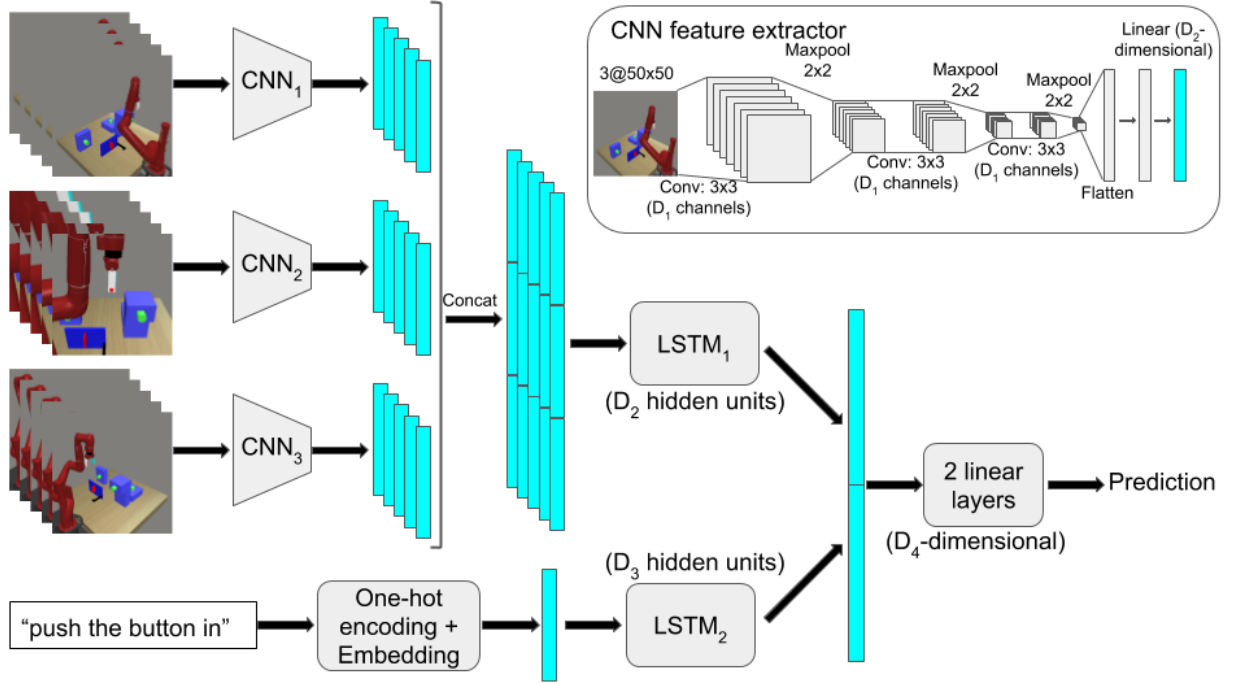 CNN feature extractor
3@50x50
Maxpool
2x2
Maxpool
2x2
Maxpool
2x2
Linear (D₂-
dimensional)
Conv: 3x3
(D₁ channels)
Conv: 3x3
(D₁ channels)
Conv: 3x3
(D₁ channels)
Flatten
CNN₁
CNN₂
CNN₃
Concat
LSTM₁
(D₂ hidden units)
2 linear
layers
(D₄-dimensional)
Prediction
“push the button in”
One-hot
encoding +
Embedding
(D₃ hidden units)
LSTM₂